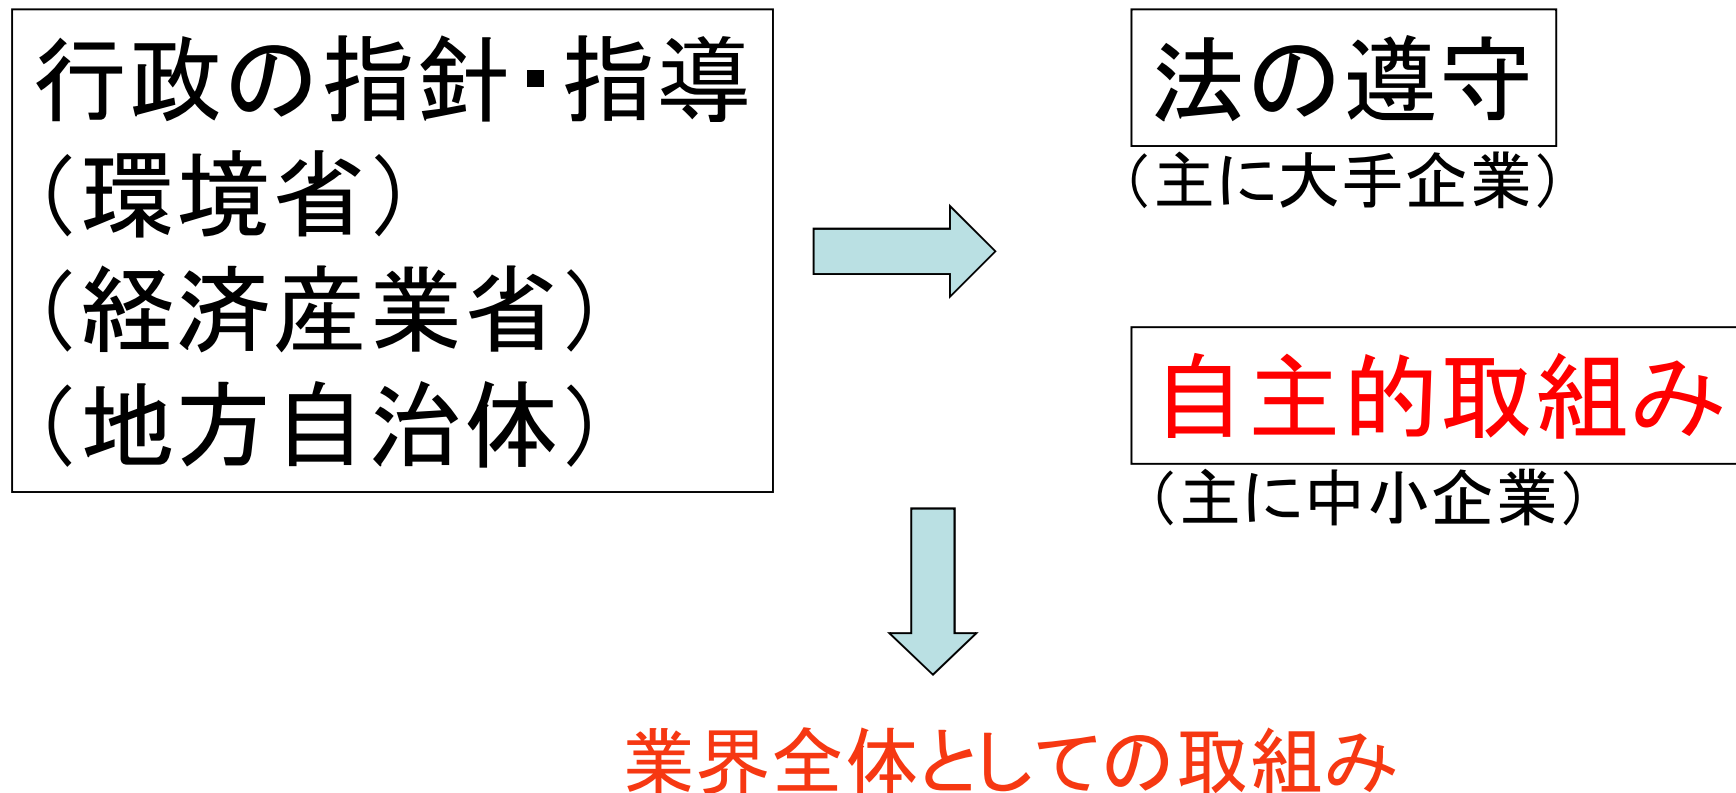 行政の指針・指導
（環境省）
（経済産業省）
（地方自治体）
法の遵守
（主に大手企業）
自主的取組み
（主に中小企業）
業界全体としての取組み